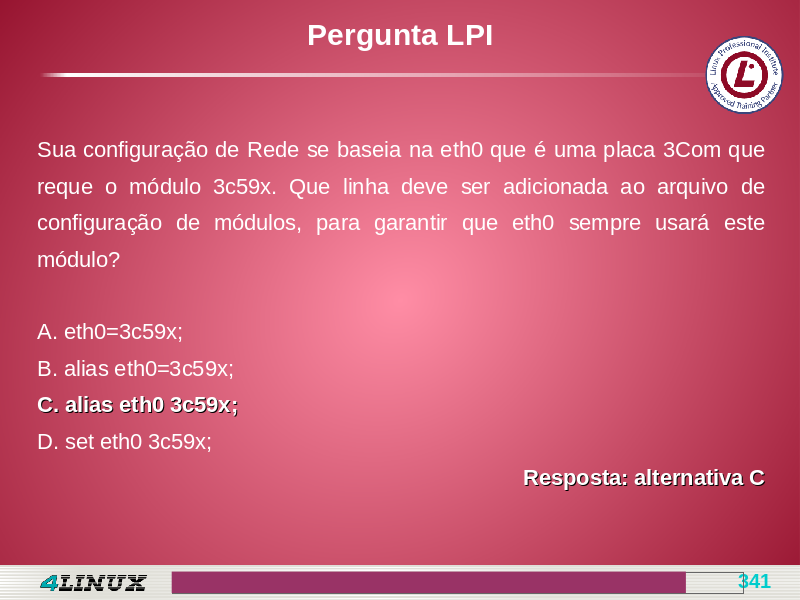 Pergunta LPI
Linux Professional Institute
Approved Training Partner
Sua configuração de Rede se baseia na eth0 que é uma placa 3Com que
reque o módulo 3c59x. Que linha deve ser adicionada ao arquivo de
configuração de módulos, para garantir que eth0 sempre usará este
módulo?
A. eth0=3c59x;
B. alias eth0=3c59x;
C. alias eth0 3c59x;
D. set eth0 3c59x;
Resposta: alternativa C
4LINUX
341